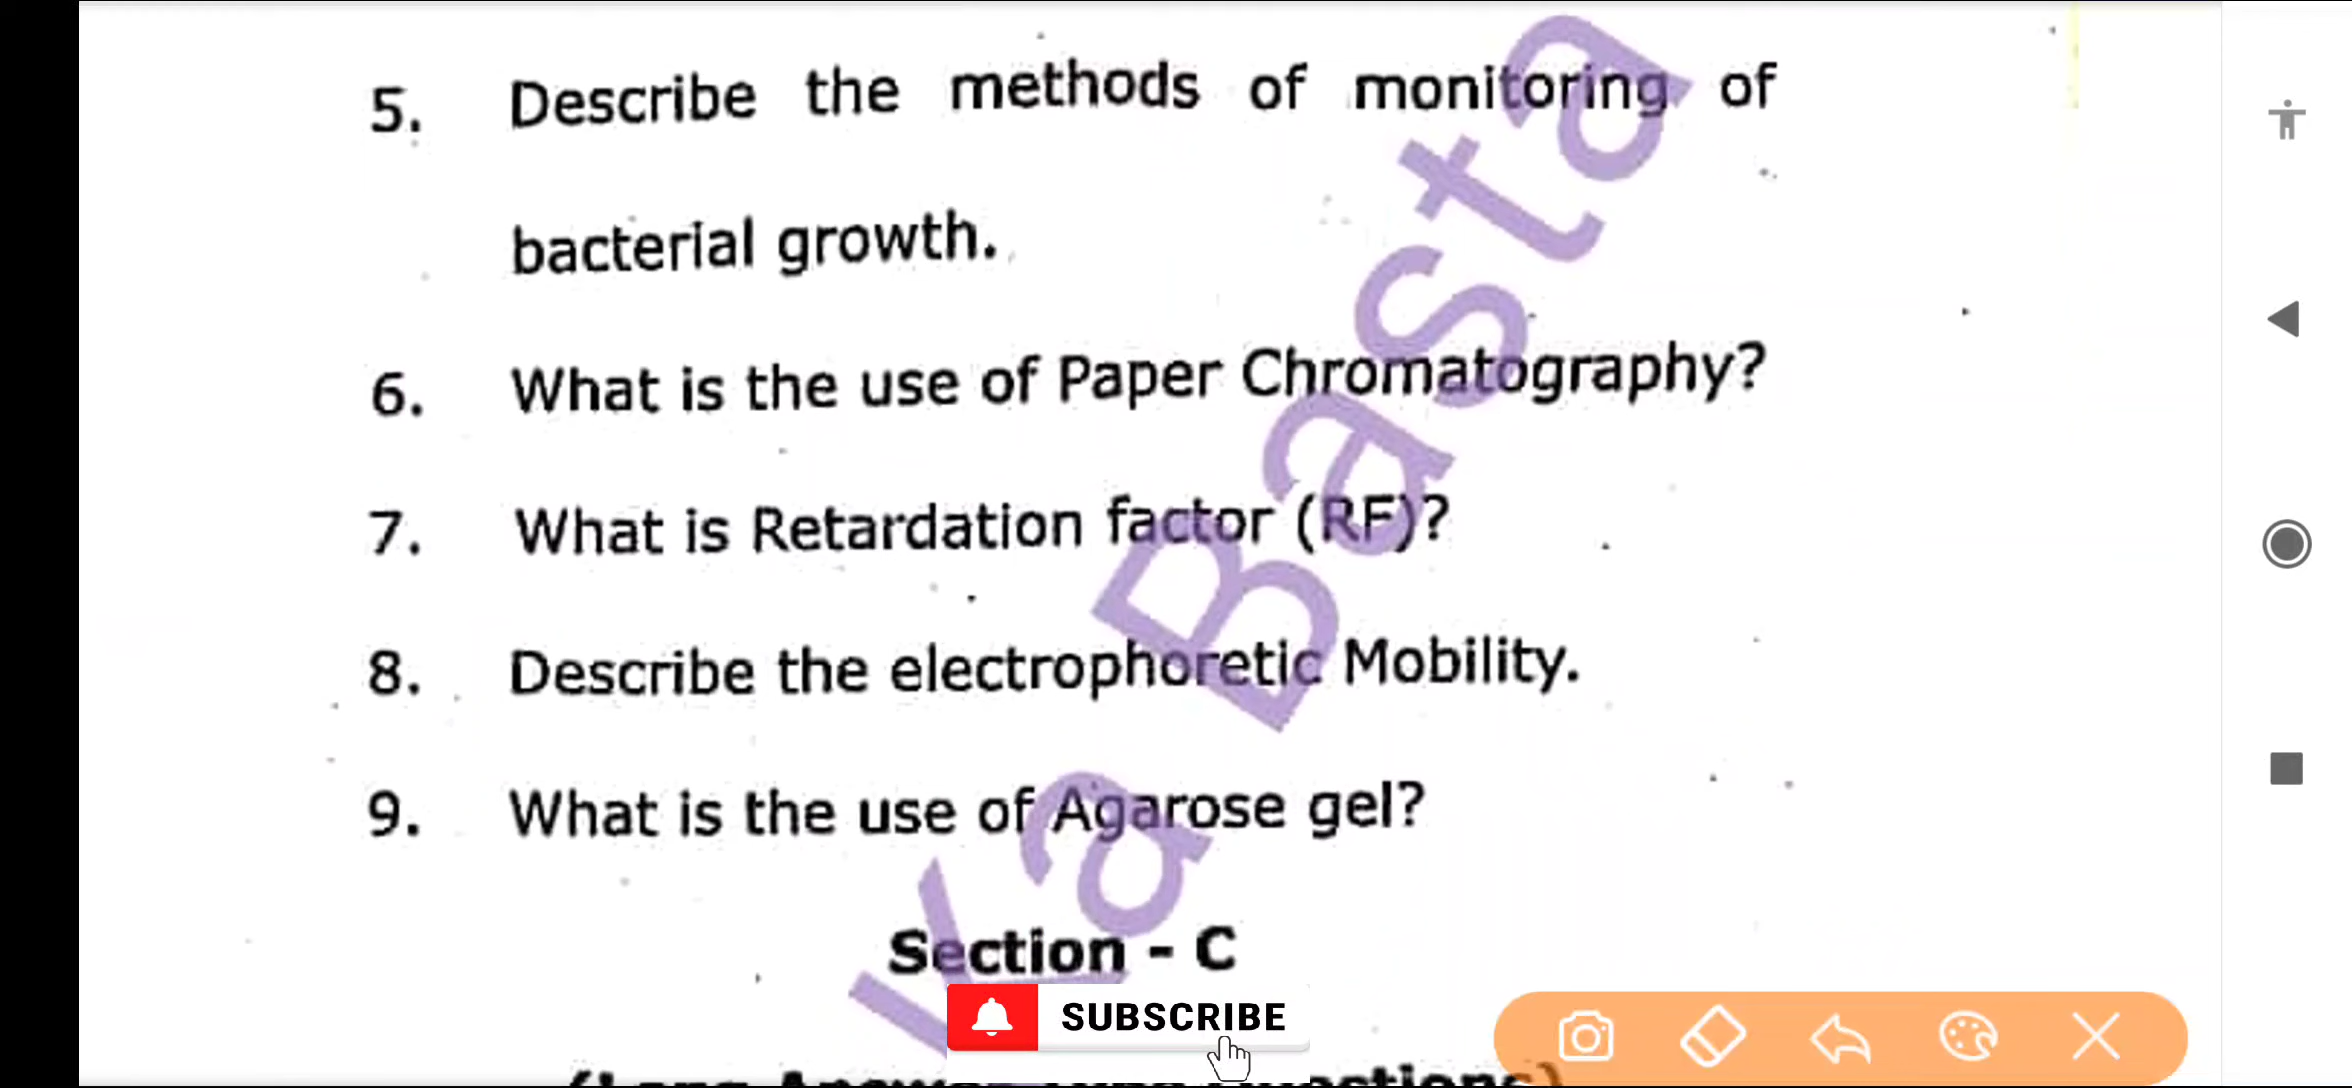 5. Describe the methods of monitoring of
bacterial growth.
6. What is the use of Paper Chromatography?
7. What is Retardation factor (RF)?
8. Describe the electrophoretic Mobility.
9. What is the use of Agarose gel?
Section - C
SUBSCRIBE
Ka Basta